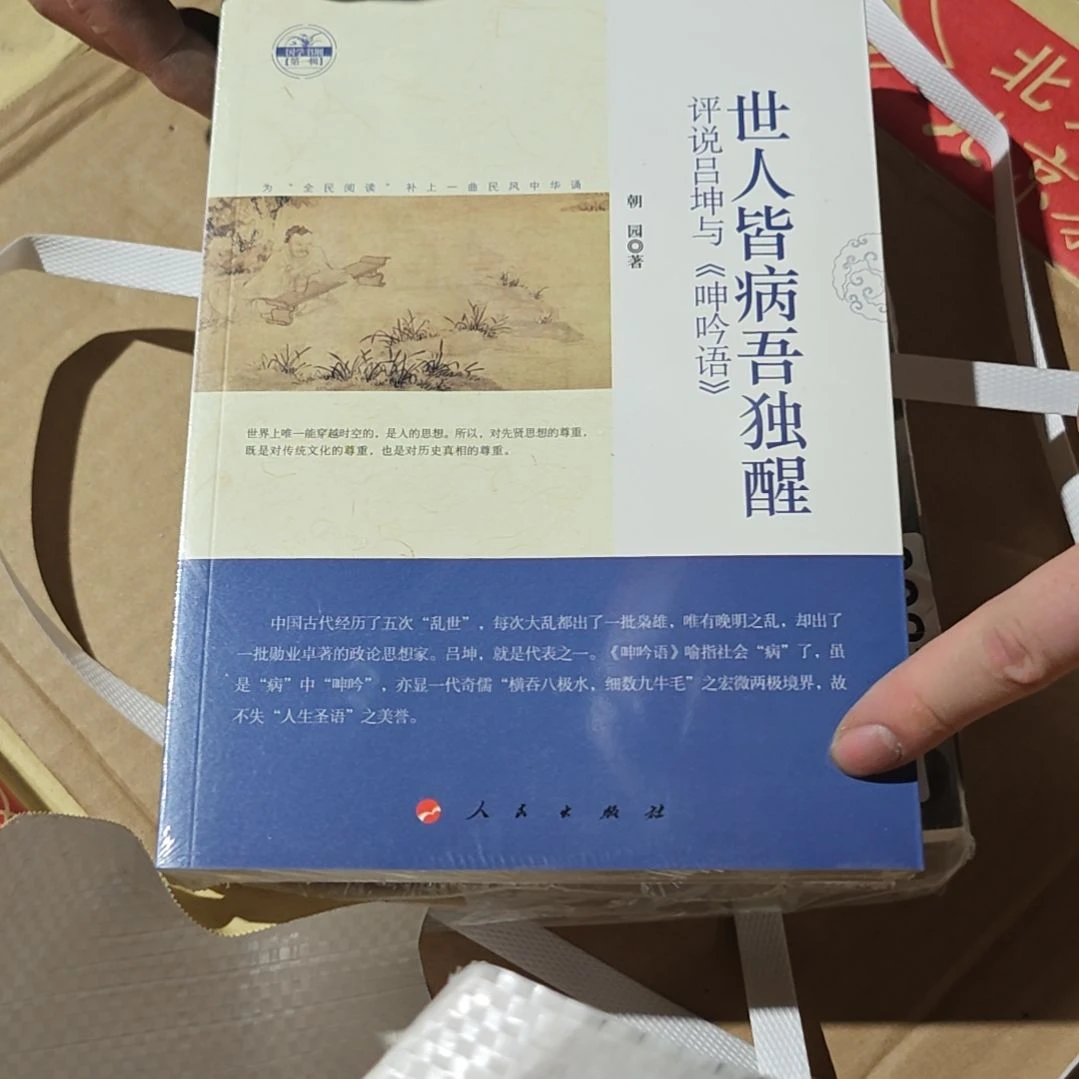 国学书廊
【第一辑】
世人皆病吾独醒
评说吕坤与《呻吟语》
朝 园◎著
为“全民阅读”补上一曲民风中华诵
世界上唯一能穿越时空的，是人的思想。所以，对先贤思想的尊重，
既是对传统文化的尊重，也是对历史真相的尊重。
中国古代经历了五次“乱世”，每次大乱都出了一批枭雄，唯有晚明之乱，却出了
一批勋业卓著的政论思想家。吕坤，就是代表之一。《呻吟语》喻指社会“病”了，虽
是“病”中“呻吟”，亦显一代奇儒“横吞八极水，细数九牛毛”之宏微两极境界，故
不失“人生圣语”之美誉。
人民出版社
北